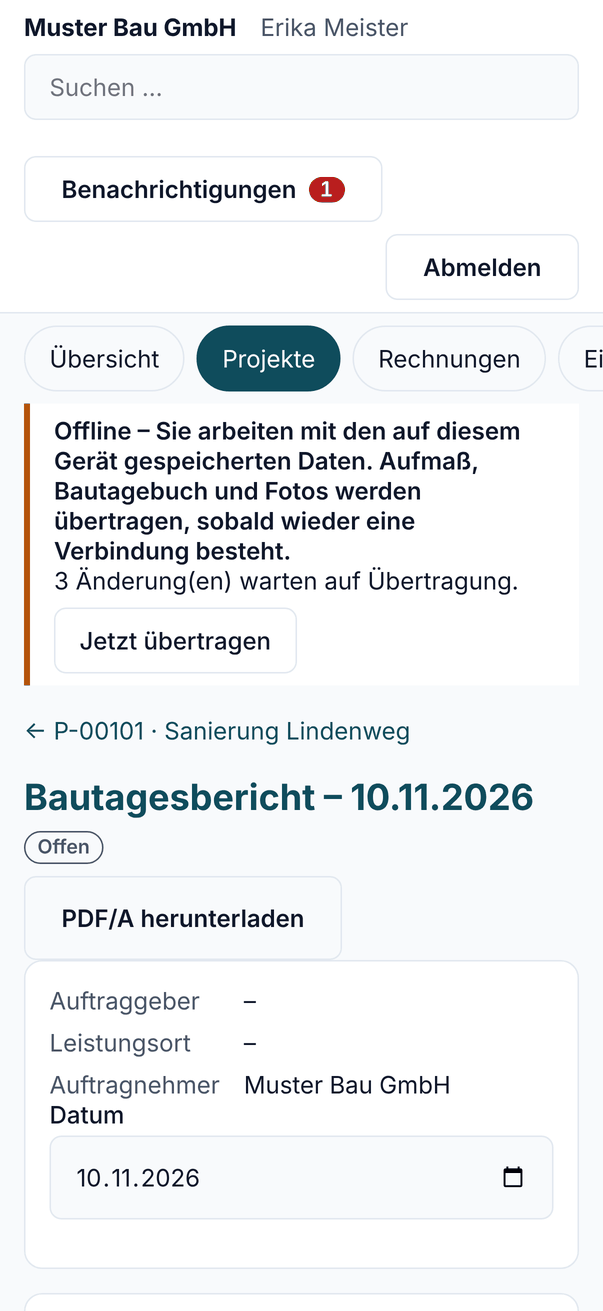 Muster Bau GmbH Erika Meister
Suchen ...
Benachrichtigungen 1
Abmelden
Übersicht Projekte Rechnungen Ei
Offline – Sie arbeiten mit den auf diesem
Gerät gespeicherten Daten. Aufmaß,
Bautagebuch und Fotos werden
übertragen, sobald wieder eine
Verbindung besteht.
3 Änderung(en) warten auf Übertragung.
Jetzt übertragen
← P-00101 · Sanierung Lindenweg
Bautagesbericht – 10.11.2026
Offen
PDF/A herunterladen
Auftraggeber –
Leistungsort –
Auftragnehmer Muster Bau GmbH
Datum
10.11.2026